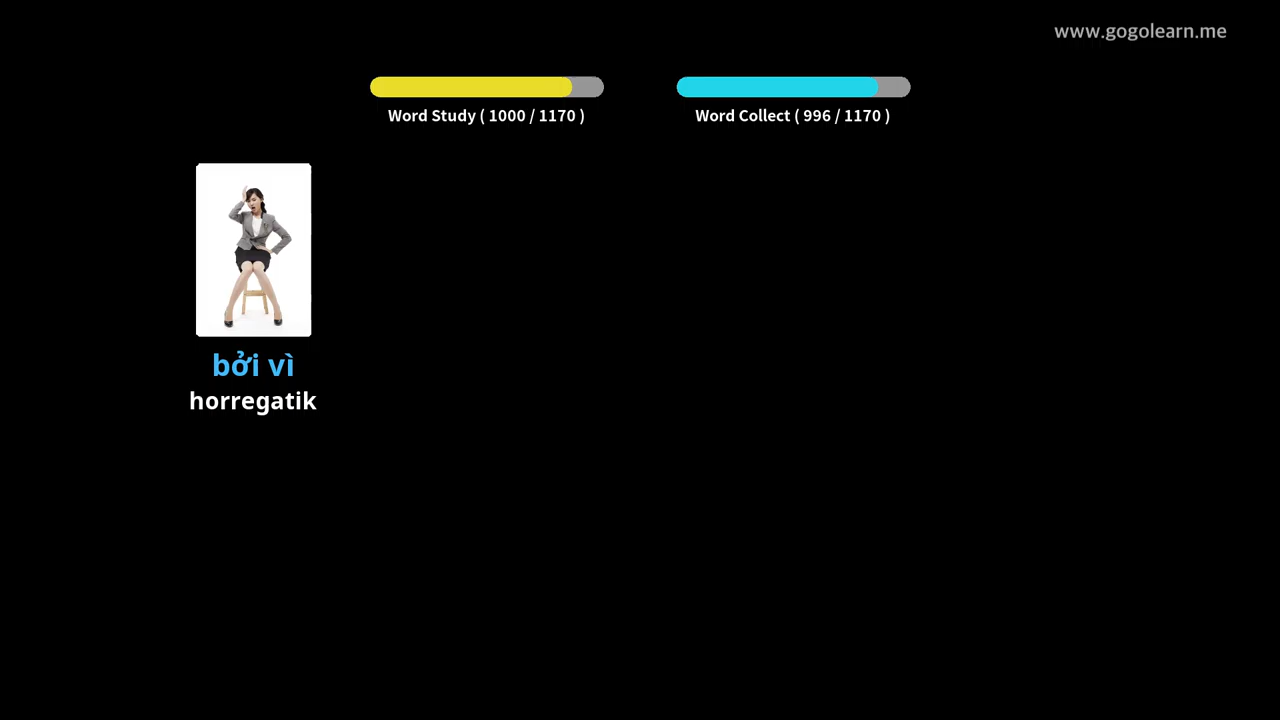 www.gogolearn.me
Word Study ( 1000 / 1170 )
Word Collect ( 996 / 1170 )
bởi vì
horregatik